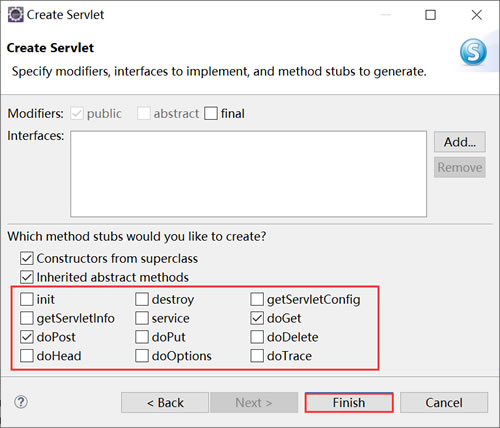 Create Servlet
Create Servlet
Specify modifiers, interfaces to implement, and method stubs to generate.
S
Modifiers: public abstract final
Interfaces:
Add...
Remove
Which method stubs would you like to create?
Constructors from superclass
Inherited abstract methods
init destroy getServletConfig
getServletInfo service doGet
doPost doPut doDelete
doHead doOptions doTrace
? < Back Next > Finish Cancel